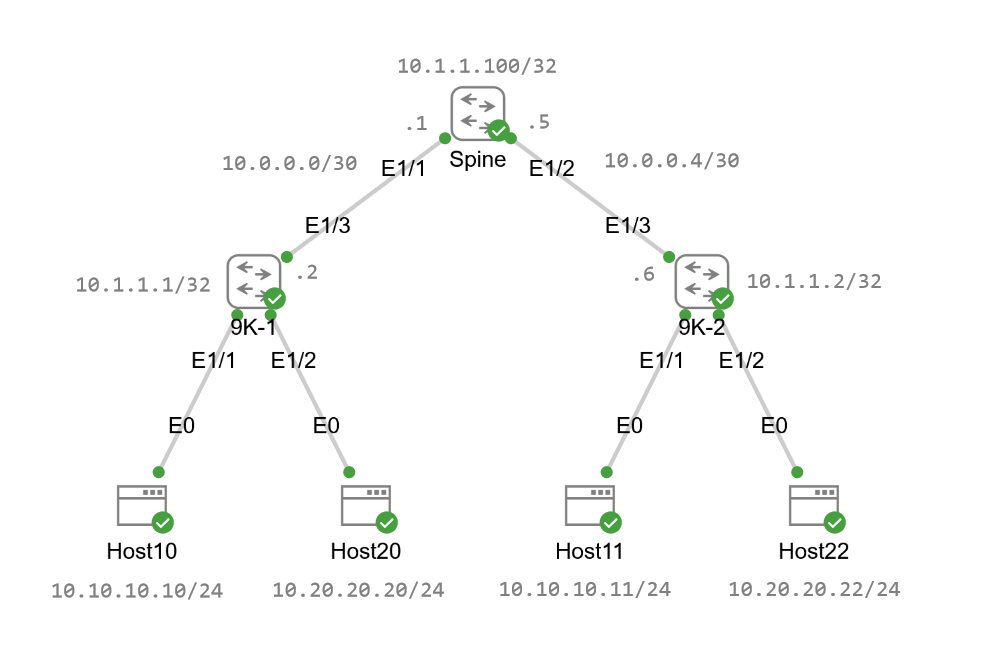 10.1.1.100/32
.1
.5
Spine
10.0.0.0/30
E1/1
E1/2
10.0.0.4/30
E1/3
E1/3
10.1.1.1/32
.2
.6
10.1.1.2/32
9K-1
9K-2
E1/1
E1/2
E1/1
E1/2
E0
E0
E0
E0
Host10
Host20
Host11
Host22
10.10.10.10/24
10.20.20.20/24
10.10.10.11/24
10.20.20.22/24